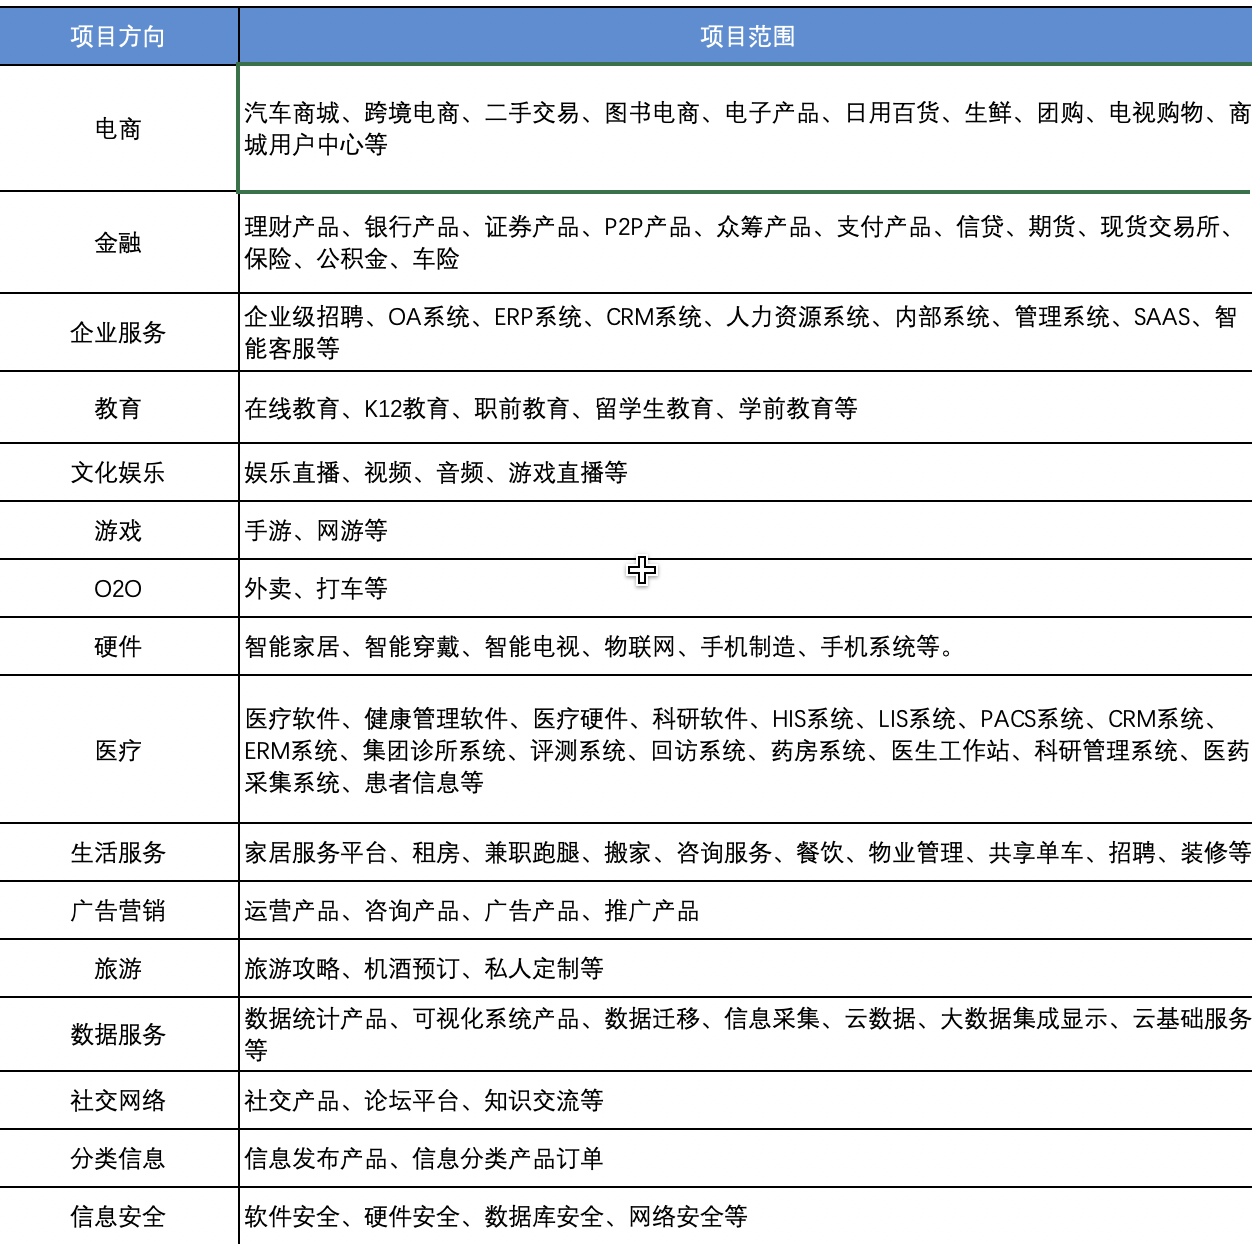 项目方向
项目范围
电商
汽车商城、跨境电商、二手交易、图书电商、电子产品、日用百货、生鲜、团购、电视购物、商
城用户中心等
金融
理财产品、银行产品、证券产品、P2P产品、众筹产品、支付产品、信贷、期货、现货交易所、
保险、公积金、车险
企业服务
企业级招聘、OA系统、ERP系统、CRM系统、人力资源系统、内部系统、管理系统、SAAS、智
能客服等
教育
在线教育、K12教育、职前教育、留学生教育、学前教育等
文化娱乐
娱乐直播、视频、音频、游戏直播等
游戏
手游、网游等
O2O
外卖、打车等
硬件
智能家居、智能穿戴、智能电视、物联网、手机制造、手机系统等。
医疗
医疗软件、健康管理软件、医疗硬件、科研软件、HIS系统、LIS系统、PACS系统、CRM系统、
ERM系统、集团诊所系统、评测系统、回访系统、药房系统、医生工作站、科研管理系统、医药
采集系统、患者信息等
生活服务
家居服务平台、租房、兼职跑腿、搬家、咨询服务、餐饮、物业管理、共享单车、招聘、装修等
广告营销
运营产品、咨询产品、广告产品、推广产品
旅游
旅游攻略、机酒预订、私人定制等
数据服务
数据统计产品、可视化系统产品、数据迁移、信息采集、云数据、大数据集成显示、云基础服务
等
社交网络
社交产品、论坛平台、知识交流等
分类信息
信息发布产品、信息分类产品订单
信息安全
软件安全、硬件安全、数据库安全、网络安全等